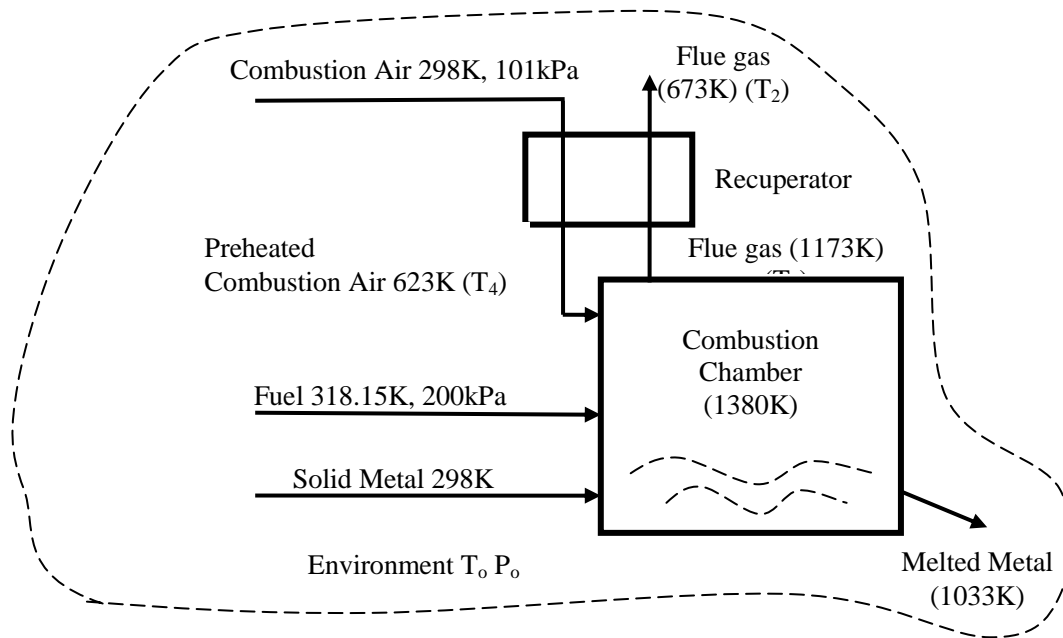 Combustion Air 298K, 101kPa
Flue gas
(673K) (T₂)
Recuperator
Preheated
Combustion Air 623K (T₄)
Flue gas (1173K)
Combustion
Chamber
(1380K)
Fuel 318.15K, 200kPa
Solid Metal 298K
Environment Tₒ Pₒ
Melted Metal
(1033K)